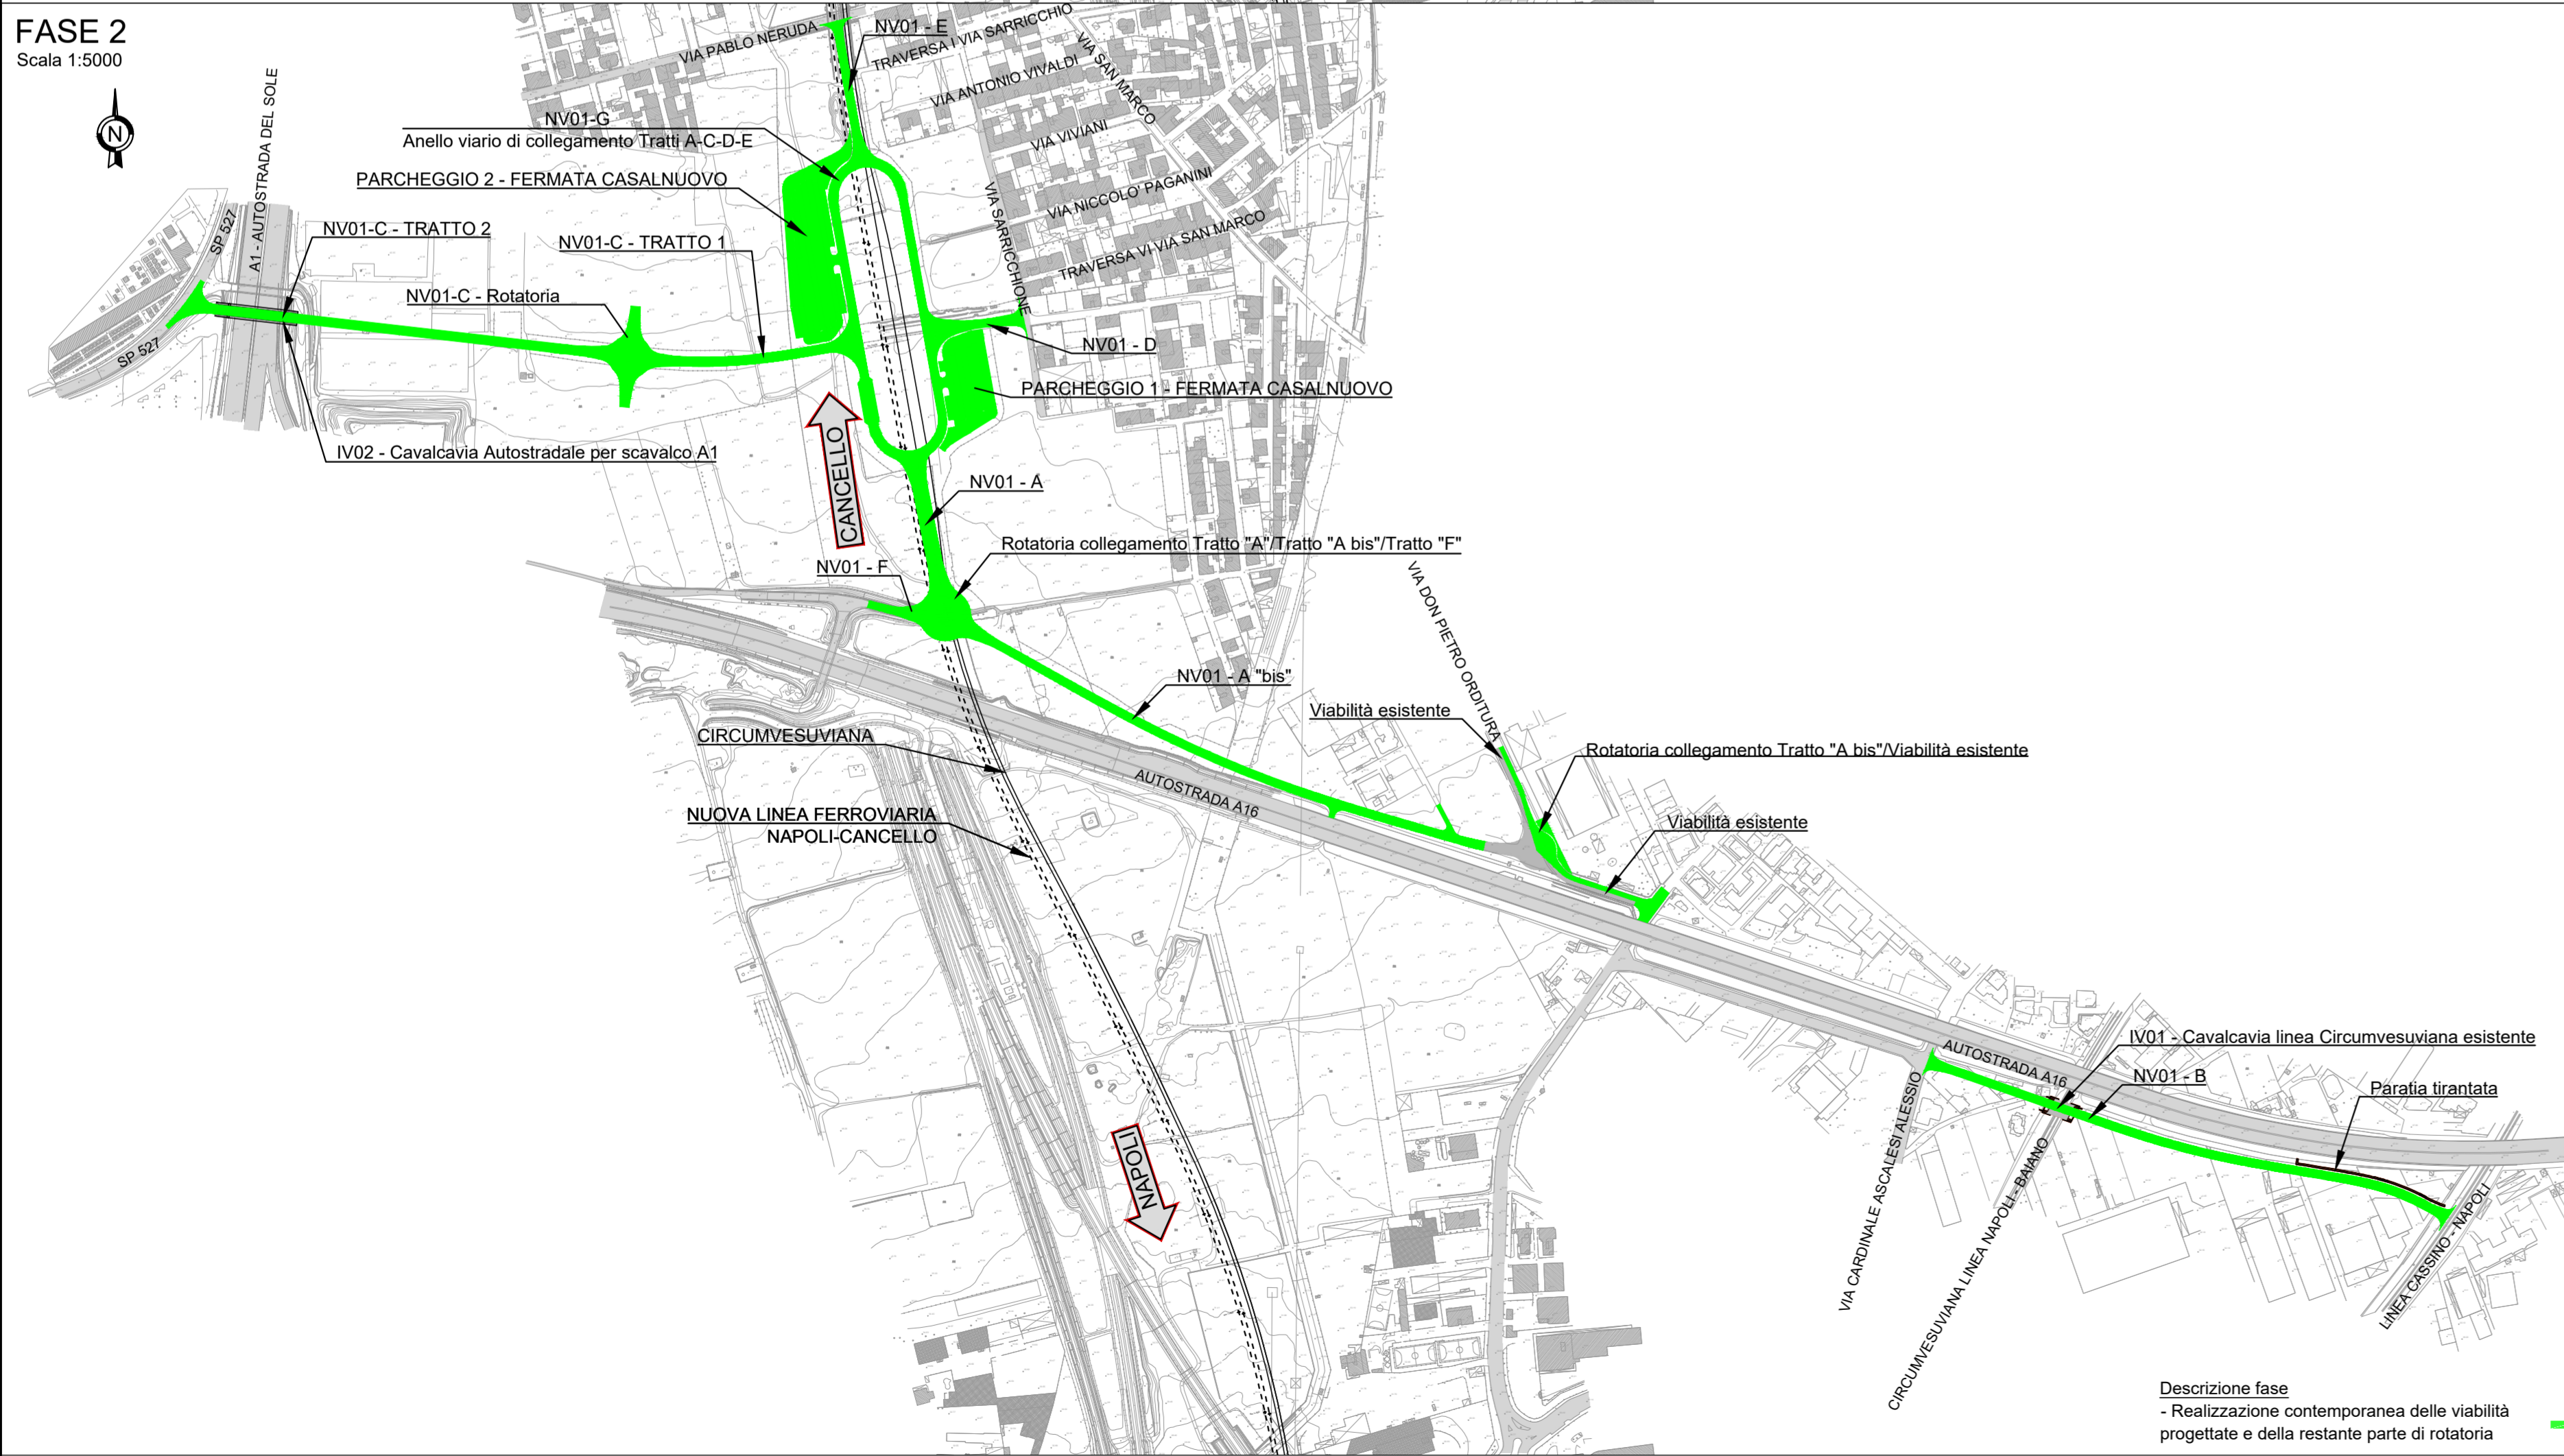 FASE 2
Scala 1:5000
N
A1 - AUTOSTRADA DEL SOLE
SP 527
SP 527
VIA PABLO NERUDA
NV01 - E
TRAVERSA I VIA SARRICCHIO
VIA ANTONIO VIVALDI
VIA SAN MARCO
VIA VIVIANI
VIA NICCOLO' PAGANINI
TRAVERSA VI VIA SAN MARCO
VIA SARRICCHIONE
NV01-G
Anello viario di collegamento Tratti A-C-D-E
PARCHEGGIO 2 - FERMATA CASALNUOVO
NV01-C - TRATTO 2
NV01-C - TRATTO 1
NV01-C - Rotatoria
NV01 - D
PARCHEGGIO 1 - FERMATA CASALNUOVO
IV02 - Cavalcavia Autostradale per scavalco A1
CANCELLO
NV01 - A
Rotatoria collegamento Tratto "A"/Tratto "A bis"/Tratto "F"
NV01 - F
VIA DON PIETRO ORDITURA
NV01 - A "bis"
Viabilità esistente
CIRCUMVESUVIANA
Rotatoria collegamento Tratto "A bis"/Viabilità esistente
AUTOSTRADA A16
NUOVA LINEA FERROVIARIA
NAPOLI-CANCELLO
Viabilità esistente
NAPOLI
IV01 - Cavalcavia linea Circumvesuviana esistente
AUTOSTRADA A16
NV01 - B
Paratia tirantata
VIA CARDINALE ASCALESI ALESSIO
CIRCUMVESUVIANA LINEA NAPOLI - BAIANO
LINEA CASSINO - NAPOLI
Descrizione fase
- Realizzazione contemporanea delle viabilità
progettate e della restante parte di rotatoria